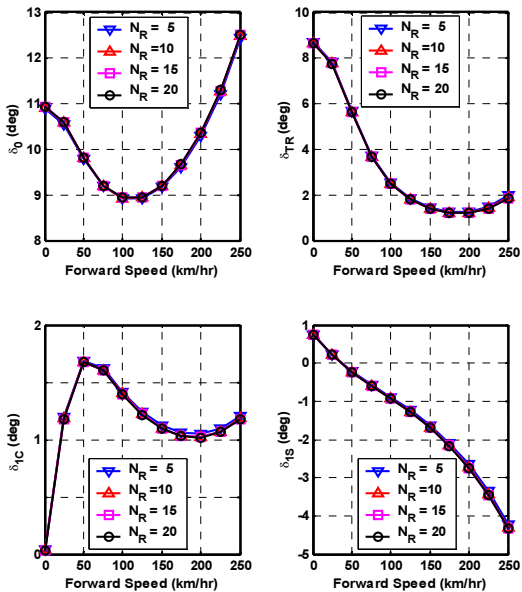 13
12
11
10
9
8
δ0 (deg)
NR = 5
NR =10
NR = 15
NR = 20
0 50 100 150 200 250
Forward Speed (km/hr)
10
8
6
4
2
0
δTR (deg)
NR = 5
NR =10
NR = 15
NR = 20
0 50 100 150 200 250
Forward Speed (km/hr)
2
1
0
δ1C (deg)
NR = 5
NR =10
NR = 15
NR = 20
0 50 100 150 200 250
Forward Speed (km/hr)
1
0
-1
-2
-3
-4
-5
δ1S (deg)
NR = 5
NR =10
NR = 15
NR = 20
0 50 100 150 200 250
Forward Speed (km/hr)